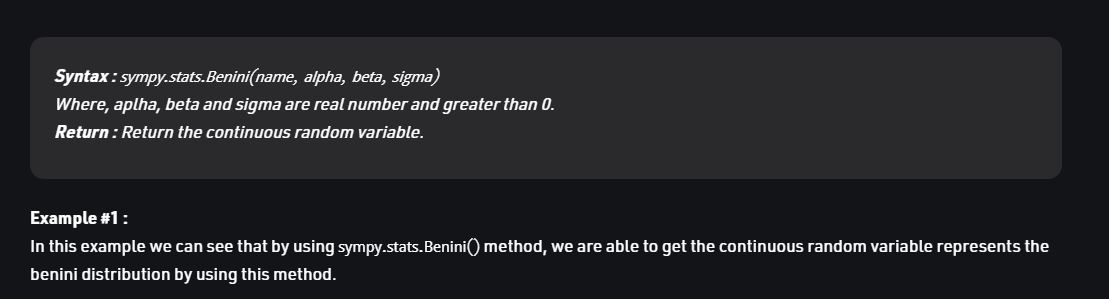 Syntax : sympy.stats.Benini(name, alpha, beta, sigma)
Where, aplha, beta and sigma are real number and greater than 0.
Return : Return the continuous random variable.
Example #1 :
In this example we can see that by using sympy.stats.Benini() method, we are able to get the continuous random variable represents the
benini distribution by using this method.